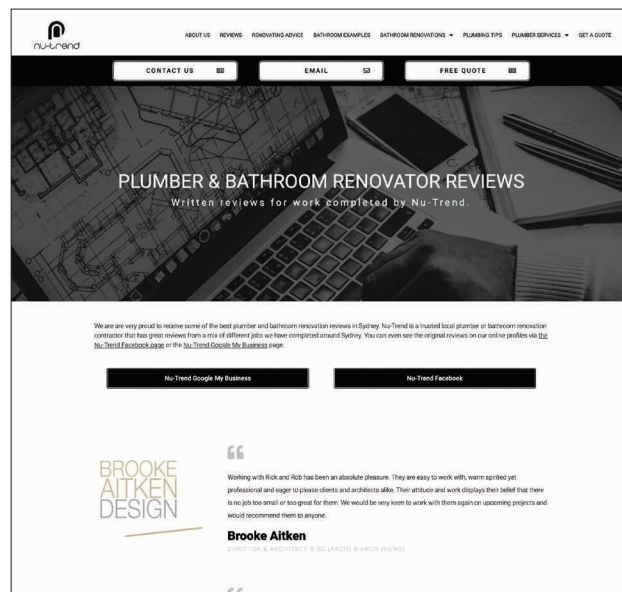 nu-trend
ABOUT US REVIEWS RENOVATING ADVICE BATHROOM EXAMPLES BATHROOM RENOVATIONS PLUMBING TIPS PLUMBER SERVICES GET A QUOTE
CONTACT US EMAIL FREE QUOTE
PLUMBER & BATHROOM RENOVATOR REVIEWS
Written reviews for work completed by Nu-Trend.
We are are very proud to receive some of the best plumber and bathroom renovation reviews in Sydney. Nu-Trend is a trusted local plumber or bathroom renovation
contractor that has great reviews from a mix of different jobs we have completed around Sydney. You can even see the original reviews on our online profiles via the
Nu-Trend Facebook page or the Nu-Trend Google My Business page.
Nu-Trend Google My Business Nu-Trend Facebook
BROOKE
AITKEN
DESIGN
Working with Rick and Rob has been an absolute pleasure. They are easy to work with, warm spirited yet
professional and eager to please clients and architects alike. Their attitude and work displays their belief that there
is no job too small or too great for them. We would be very keen to work with them again on upcoming projects and
would recommend them to anyone.
Brooke Aitken
DIRECTOR & ARCHITECT B SC (ARCH) B ARCH (HONS)